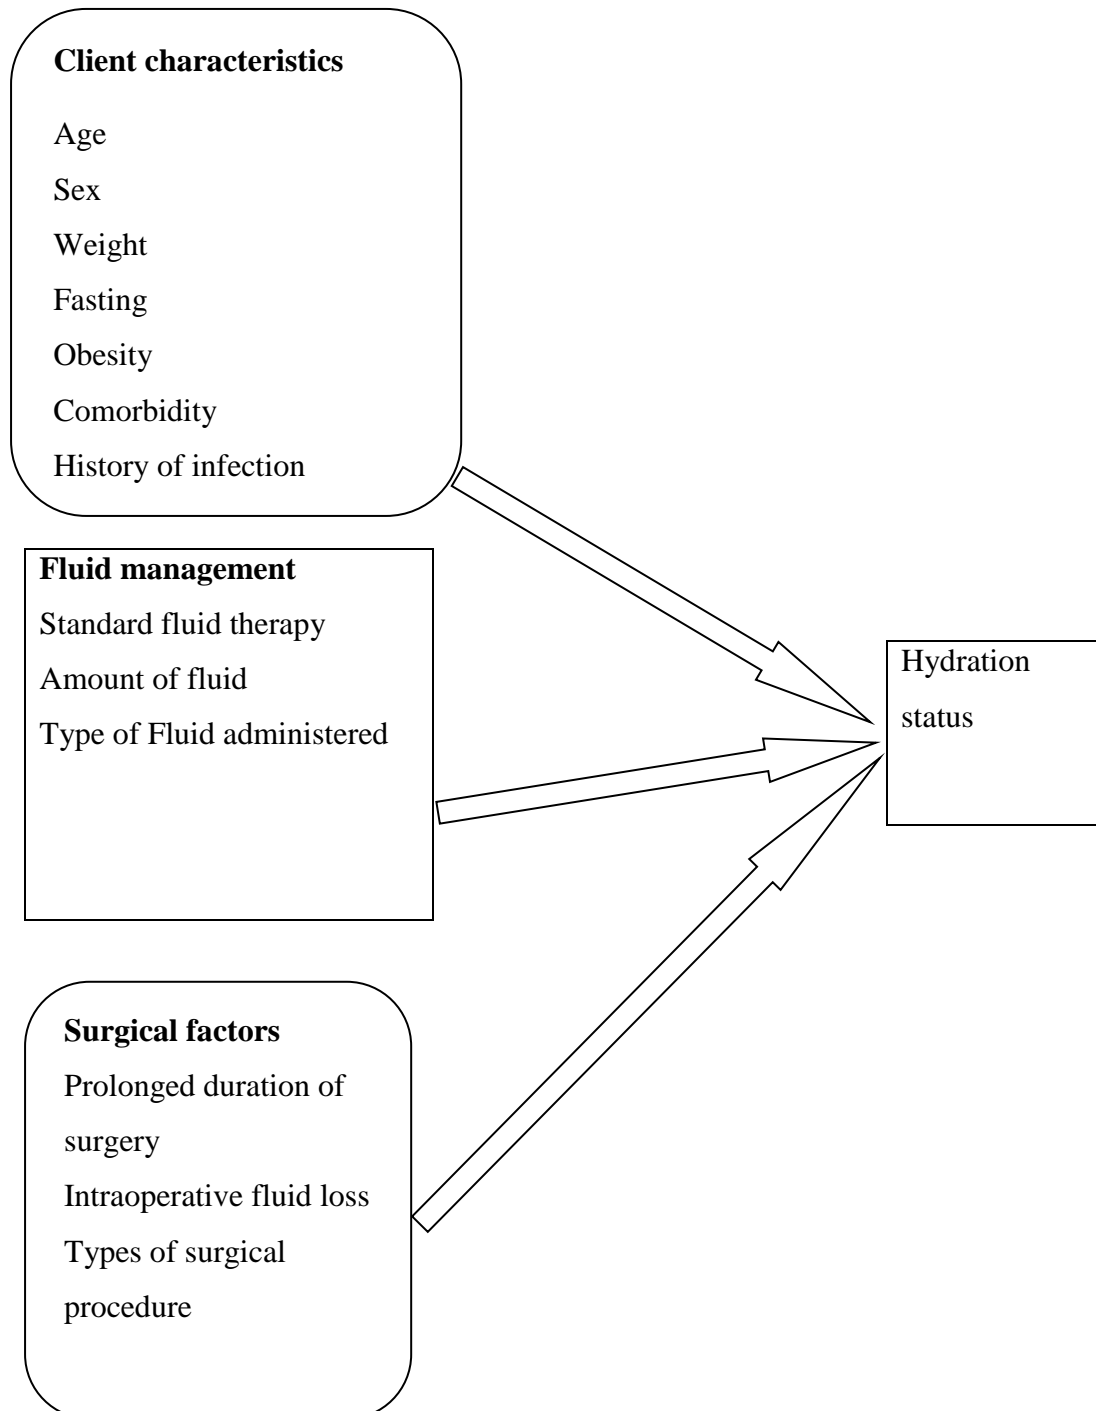 Client characteristics
Age
Sex
Weight
Fasting
Obesity
Comorbidity
History of infection
Fluid management
Standard fluid therapy
Amount of fluid
Type of Fluid administered
Hydration
status
Surgical factors
Prolonged duration of
surgery
Intraoperative fluid loss
Types of surgical
procedure